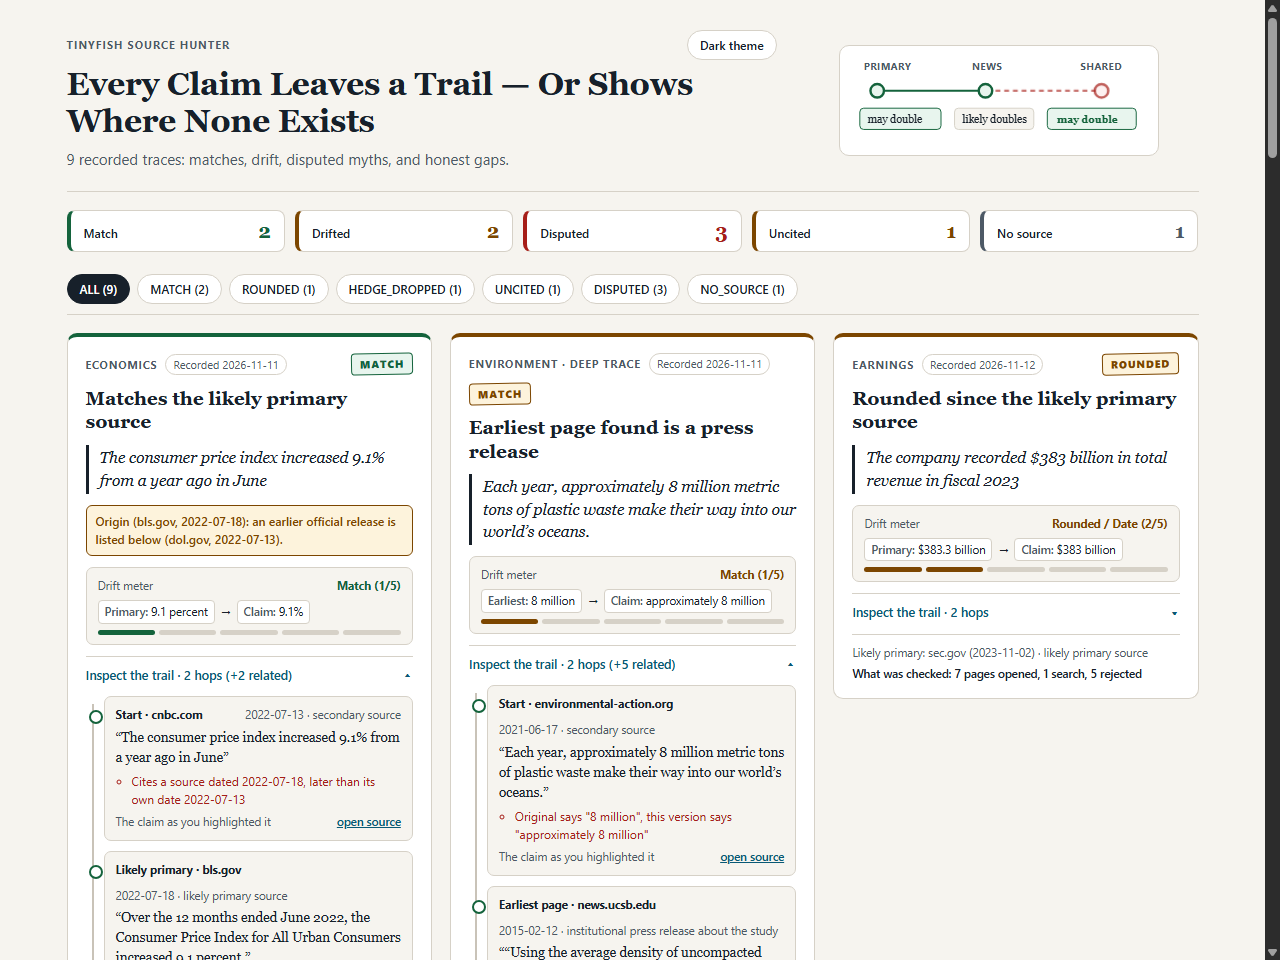 TINYFISH SOURCE HUNTER
Dark theme
Every Claim Leaves a Trail — Or Shows
Where None Exists
9 recorded traces: matches, drift, disputed myths, and honest gaps.
PRIMARY
NEWS
SHARED
may double
likely doubles
may double
Match 2
Drifted 2
Disputed 3
Uncited 1
No source 1
ALL (9)
MATCH (2)
ROUNDED (1)
HEDGE_DROPPED (1)
UNCITED (1)
DISPUTED (3)
NO_SOURCE (1)
ECONOMICS Recorded 2026-11-11 MATCH
Matches the likely primary
source
The consumer price index increased 9.1%
from a year ago in June
Origin (bls.gov, 2022-07-18): an earlier official release is
listed below (dol.gov, 2022-07-13).
Drift meter Match (1/5)
Primary: 9.1 percent → Claim: 9.1%
Inspect the trail · 2 hops (+2 related)
Start · cnbc.com 2022-07-13 · secondary source
“The consumer price index increased 9.1% from
a year ago in June”
Cites a source dated 2022-07-18, later than its
own date 2022-07-13
The claim as you highlighted it open source
Likely primary · bls.gov
2022-07-18 · likely primary source
“Over the 12 months ended June 2022, the
Consumer Price Index for All Urban Consumers
increased 9.1 percent.”
ENVIRONMENT · DEEP TRACE Recorded 2026-11-11
MATCH
Earliest page found is a press
release
Each year, approximately 8 million metric
tons of plastic waste make their way into our
world’s oceans.
Drift meter Match (1/5)
Earliest: 8 million → Claim: approximately 8 million
Inspect the trail · 2 hops (+5 related)
Start · environmental-action.org
2021-06-17 · secondary source
“Each year, approximately 8 million metric tons
of plastic waste make their way into our world’s
oceans.”
Original says "8 million", this version says
"approximately 8 million"
The claim as you highlighted it open source
Earliest page · news.ucsb.edu
2015-02-12 · institutional press release about the study
““Using the average density of uncompacted
EARNINGS Recorded 2026-11-12 ROUNDED
Rounded since the likely primary
source
The company recorded $383 billion in total
revenue in fiscal 2023
Drift meter Rounded / Date (2/5)
Primary: $383.3 billion → Claim: $383 billion
Inspect the trail · 2 hops
Likely primary: sec.gov (2023-11-02) · likely primary source
What was checked: 7 pages opened, 1 search, 5 rejected